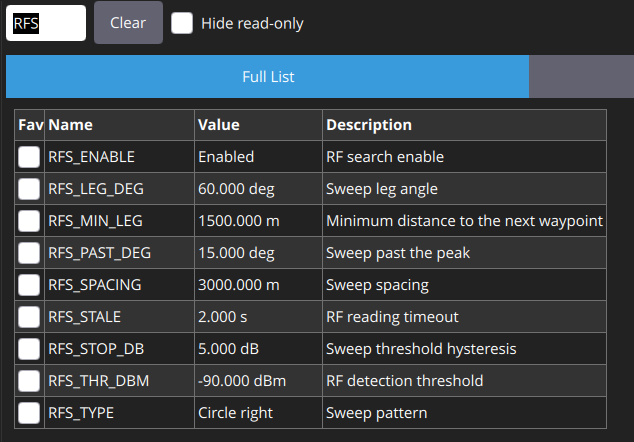 RFS Clear Hide read-only
Full List
Fav Name Value Description
RFS_ENABLE Enabled RF search enable
RFS_LEG_DEG 60.000 deg Sweep leg angle
RFS_MIN_LEG 1500.000 m Minimum distance to the next waypoint
RFS_PAST_DEG 15.000 deg Sweep past the peak
RFS_SPACING 3000.000 m Sweep spacing
RFS_STALE 2.000 s RF reading timeout
RFS_STOP_DB 5.000 dB Sweep threshold hysteresis
RFS_THR_DBM -90.000 dBm RF detection threshold
RFS_TYPE Circle right Sweep pattern